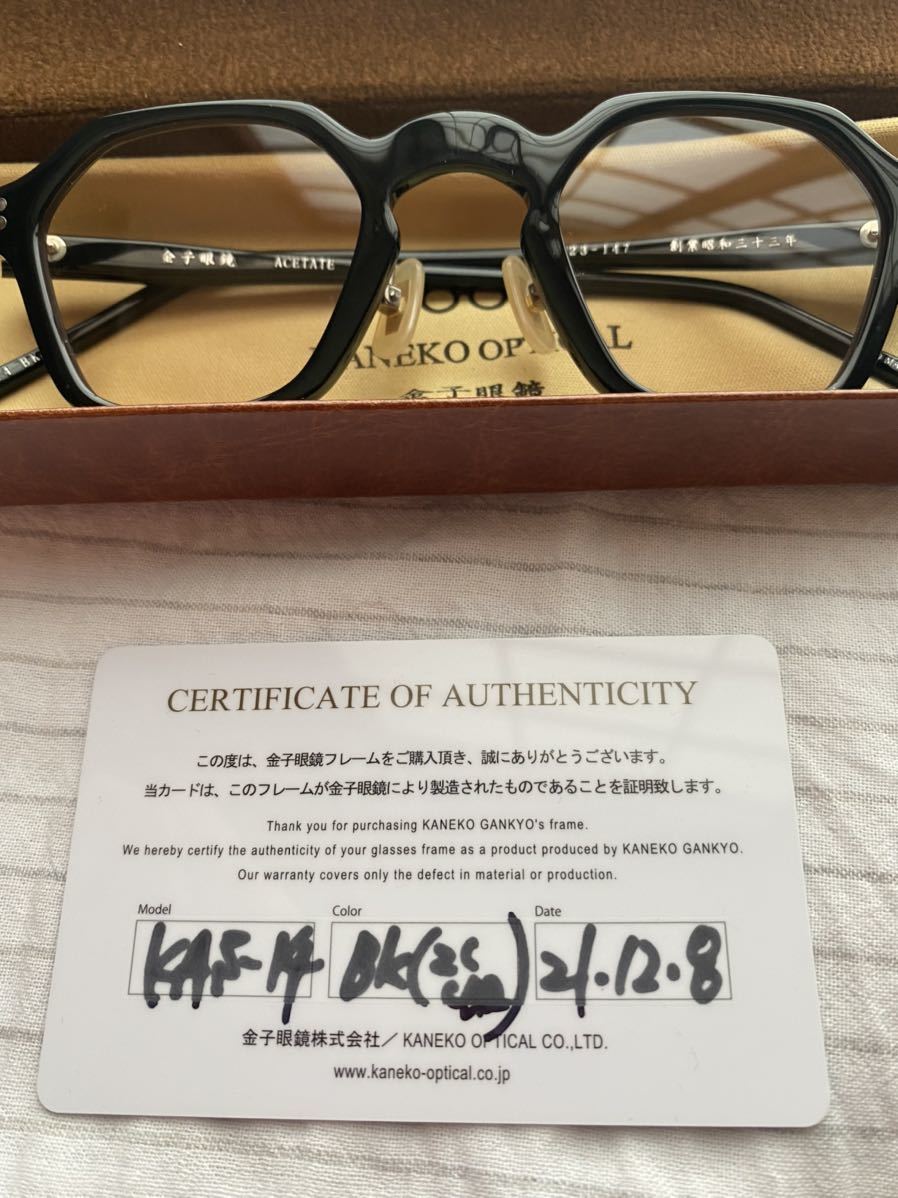 金子眼鏡 ACETATE
23-147 創業昭和三十三年
BK
KANEKO OPTICAL
金子眼鏡
CERTIFICATE OF AUTHENTICITY
この度は、金子眼鏡フレームをご購入頂き、誠にありがとうございます。
当カードは、このフレームが金子眼鏡により製造されたものであることを証明致します。
Thank you for purchasing KANEKO GANKYO's frame.
We hereby certify the authenticity of your glasses frame as a product produced by KANEKO GANKYO.
Our warranty covers only the defect in material or production.
Model Color Date
BK( 21.12.8
金子眼鏡株式会社／KANEKO OPTICAL CO.,LTD.
www.kaneko-optical.co.jp